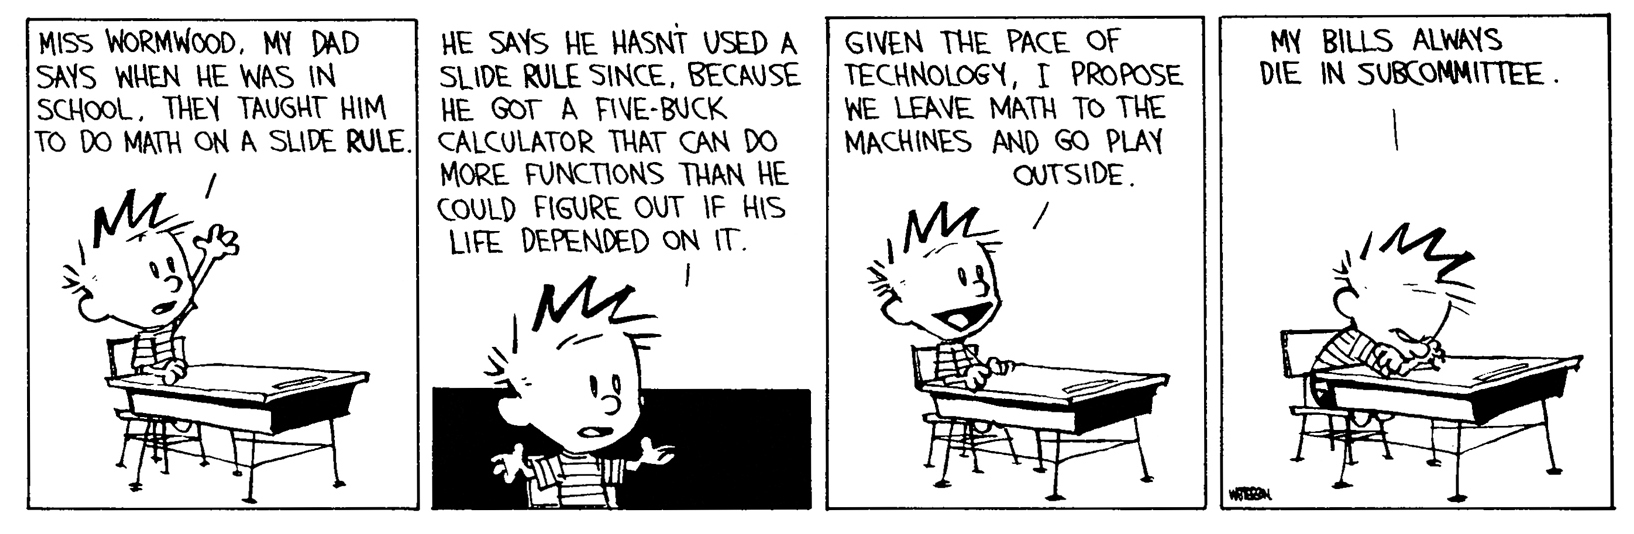 MISS WORMWOOD, MY DAD
SAYS WHEN HE WAS IN
SCHOOL, THEY TAUGHT HIM
TO DO MATH ON A SLIDE RULE.
HE SAYS HE HASN'T USED A
SLIDE RULE SINCE, BECAUSE
HE GOT A FIVE-BUCK
CALCULATOR THAT CAN DO
MORE FUNCTIONS THAN HE
COULD FIGURE OUT IF HIS
LIFE DEPENDED ON IT.
GIVEN THE PACE OF
TECHNOLOGY, I PROPOSE
WE LEAVE MATH TO THE
MACHINES AND GO PLAY
OUTSIDE.
MY BILLS ALWAYS
DIE IN SUBCOMMITTEE.
WATTERSON